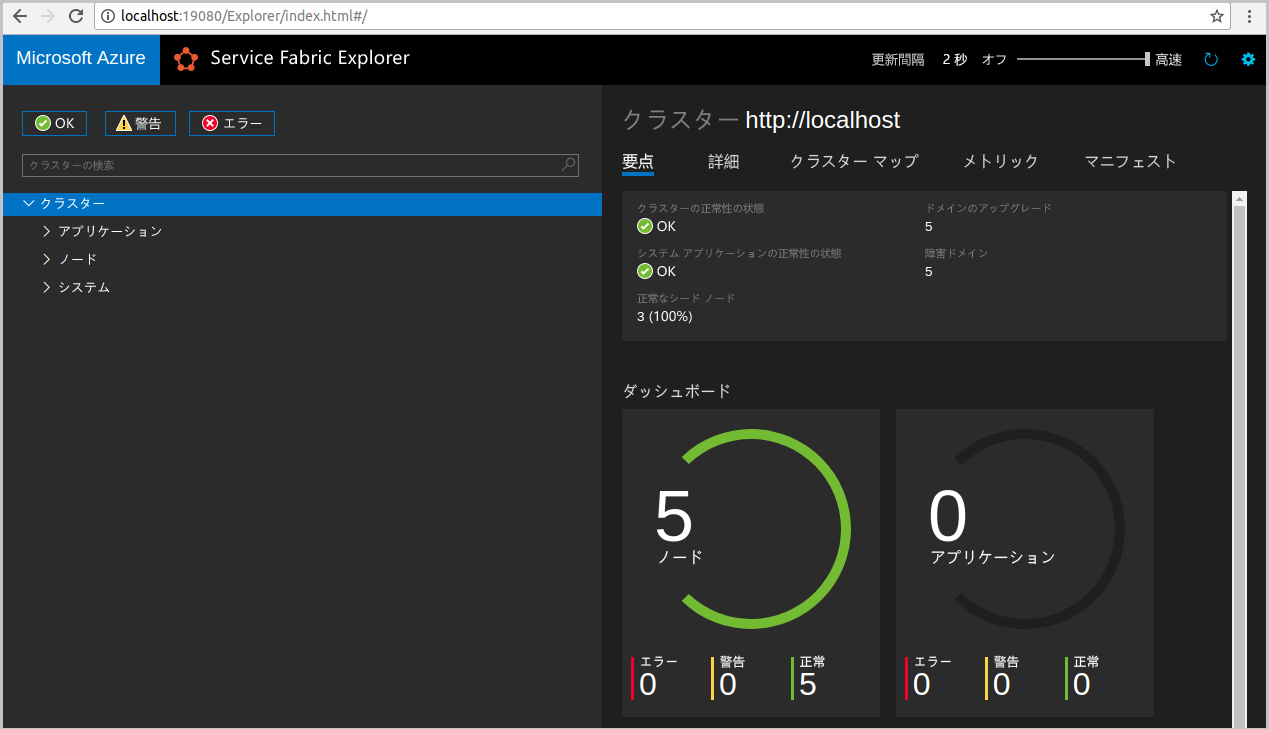 localhost:19080/Explorer/index.html#/
Microsoft Azure Service Fabric Explorer 更新間隔 2 秒 オフ 高速
OK 警告 エラー
クラスターの検索
クラスター
アプリケーション
ノード
システム
クラスター http://localhost
要点 詳細 クラスター マップ メトリック マニフェスト
クラスターの正常性の状態 ドメインのアップグレード
OK 5
システム アプリケーションの正常性の状態 障害ドメイン
OK 5
正常なシード ノード
3 (100%)
ダッシュボード
5
ノード
エラー 警告 正常
0 0 5
0
アプリケーション
エラー 警告 正常
0 0 0